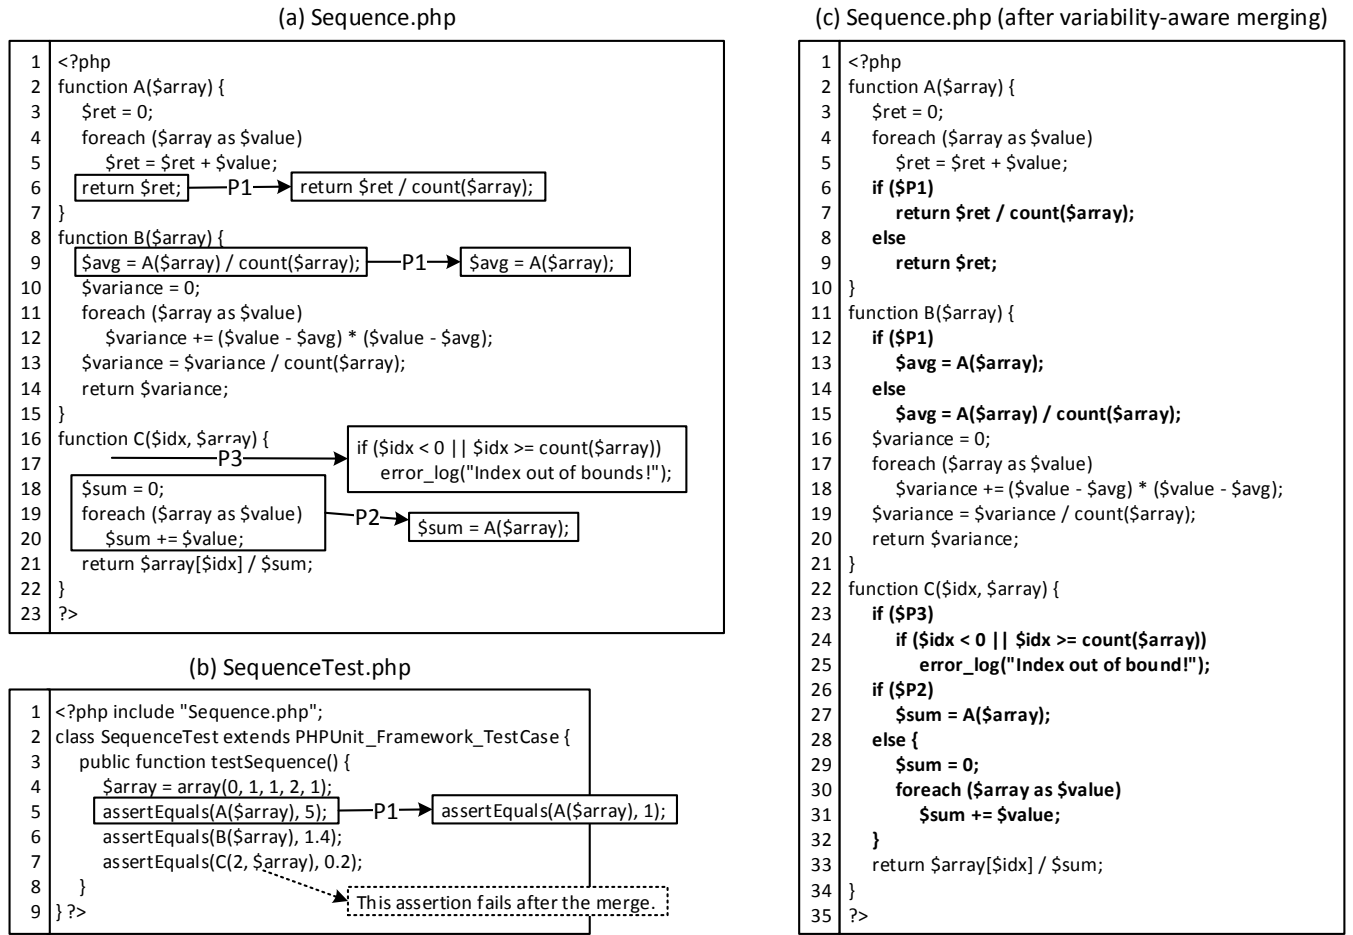 (a) Sequence.php
1 <?php
2 function A($array) {
3 $ret = 0;
4 foreach ($array as $value)
5 $ret = $ret + $value;
6 return $ret; P1 return $ret / count($array);
7 }
8 function B($array) {
9 $avg = A($array) / count($array); P1 $avg = A($array);
10 $variance = 0;
11 foreach ($array as $value)
12 $variance += ($value - $avg) * ($value - $avg);
13 $variance = $variance / count($array);
14 return $variance;
15 }
16 function C($idx, $array) {
17 P3 if ($idx < 0 || $idx >= count($array))
error_log("Index out of bounds!");
18 $sum = 0;
19 foreach ($array as $value) P2 $sum = A($array);
20 $sum += $value;
21 return $array[$idx] / $sum;
22 }
23 ?>
(b) SequenceTest.php
1 <?php include "Sequence.php";
2 class SequenceTest extends PHPUnit_Framework_TestCase {
3 public function testSequence() {
4 $array = array(0, 1, 1, 2, 1);
5 assertEquals(A($array), 5); P1 assertEquals(A($array), 1);
6 assertEquals(B($array), 1.4);
7 assertEquals(C(2, $array), 0.2);
8 }
This assertion fails after the merge.
9 } ?>
(c) Sequence.php (after variability-aware merging)
1 <?php
2 function A($array) {
3 $ret = 0;
4 foreach ($array as $value)
5 $ret = $ret + $value;
6 if ($P1)
7 return $ret / count($array);
8 else
9 return $ret;
10 }
11 function B($array) {
12 if ($P1)
13 $avg = A($array);
14 else
15 $avg = A($array) / count($array);
16 $variance = 0;
17 foreach ($array as $value)
18 $variance += ($value - $avg) * ($value - $avg);
19 $variance = $variance / count($array);
20 return $variance;
21 }
22 function C($idx, $array) {
23 if ($P3)
24 if ($idx < 0 || $idx >= count($array))
25 error_log("Index out of bound!");
26 if ($P2)
27 $sum = A($array);
28 else {
29 $sum = 0;
30 foreach ($array as $value)
31 $sum += $value;
32 }
33 return $array[$idx] / $sum;
34 }
35 ?>